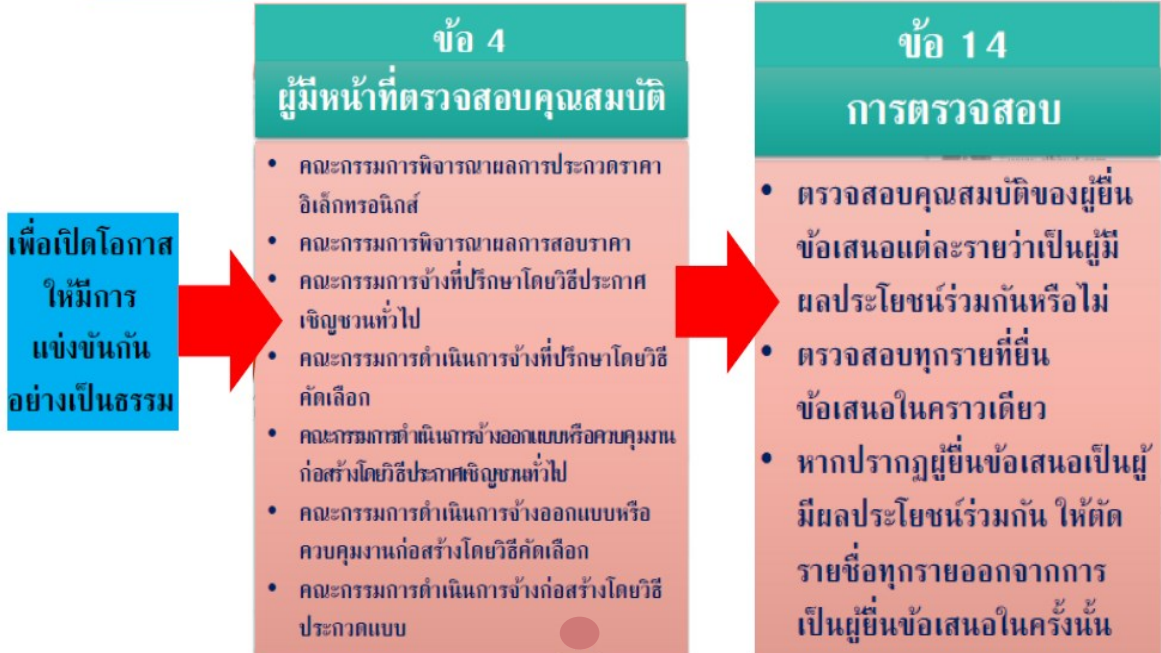 เพื่อเปิดโอกาส
ให้มีการ
แข่งขันกัน
อย่างเป็นธรรม
ข้อ 4
ผู้มีหน้าที่ตรวจสอบคุณสมบัติ
• คณะกรรมการพิจารณาผลการประกวดราคา
อิเล็กทรอนิกส์
• คณะกรรมการพิจารณาผลการสอบราคา
• คณะกรรมการจ้างที่ปรึกษาโดยวิธีประกาศ
เชิญชวนทั่วไป
• คณะกรรมการดำเนินการจ้างที่ปรึกษาโดยวิธี
คัดเลือก
• คณะกรรมการดำเนินการจ้างออกแบบหรือควบคุมงาน
ก่อสร้างโดยวิธีประกาศเชิญชวนทั่วไป
• คณะกรรมการดำเนินการจ้างออกแบบหรือ
ควบคุมงานก่อสร้างโดยวิธีคัดเลือก
• คณะกรรมการดำเนินการจ้างก่อสร้างโดยวิธี
ประกวดแบบ
ข้อ 14
การตรวจสอบ
• ตรวจสอบคุณสมบัติของผู้ยื่น
ข้อเสนอแต่ละรายว่าเป็นผู้มี
ผลประโยชน์ร่วมกันหรือไม่
• ตรวจสอบทุกรายที่ยื่น
ข้อเสนอในคราวเดียว
• หากปรากฏผู้ยื่นข้อเสนอเป็นผู้
มีผลประโยชน์ร่วมกัน ให้ตัด
รายชื่อทุกรายออกจากการ
เป็นผู้ยื่นข้อเสนอในครั้งนั้น